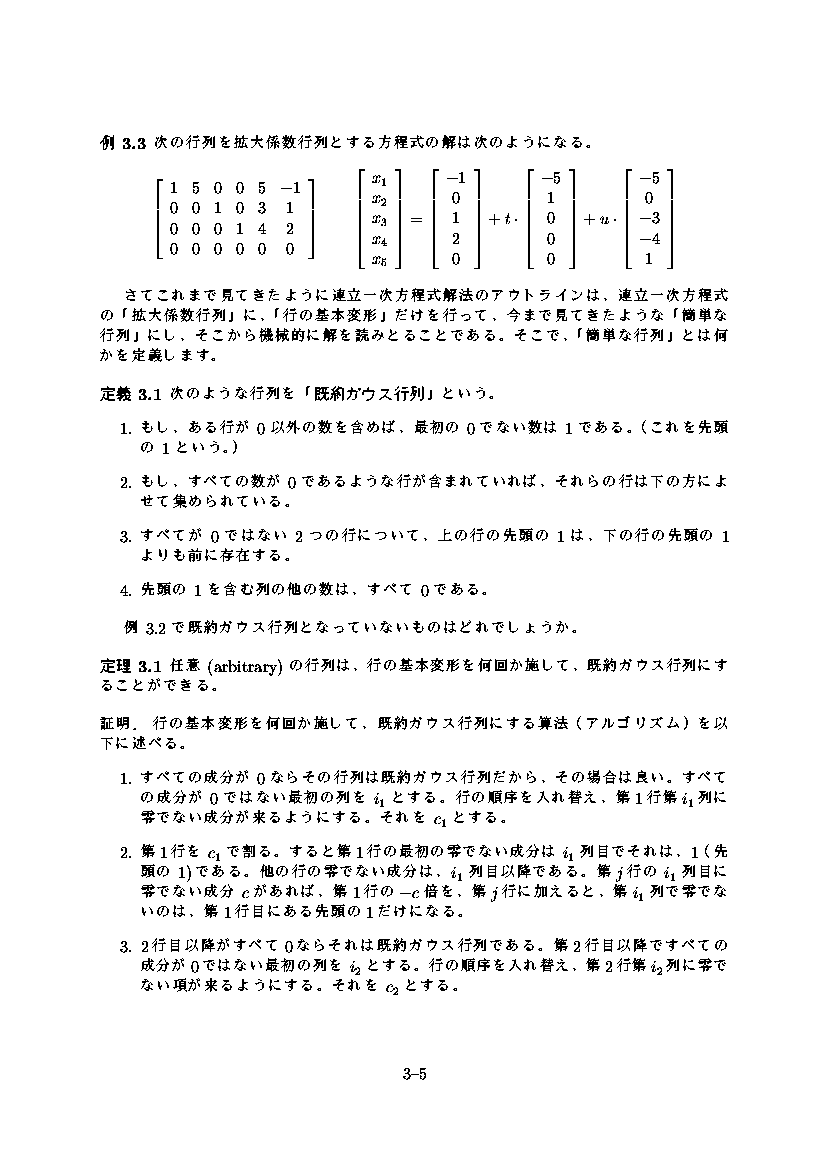 例 3.3 次の行列を拡大係数行列とする方程式の解は次のようになる。
[ 1 5 0 0 5 −1 ]
[ 0 0 1 0 3 1 ]
[ 0 0 0 1 4 2 ]
[ 0 0 0 0 0 0 ]
[ x1 ] [ −1 ] [ −5 ] [ −5 ]
[ x2 ] [ 0 ] [ 1 ] [ 0 ]
[ x3 ] = [ 1 ] + t · [ 0 ] + u · [ −3 ]
[ x4 ] [ 2 ] [ 0 ] [ −4 ]
[ x5 ] [ 0 ] [ 0 ] [ 1 ]
さてこれまで見てきたように連立一次方程式解法のアウトラインは、連立一次方程式
の「拡大係数行列」に、「行の基本変形」だけを行って、今まで見てきたような「簡単な
行列」にし、そこから機械的に解を読みとることである。そこで、「簡単な行列」とは何
かを定義します。
定義 3.1 次のような行列を「既約ガウス行列」という。
1. もし、ある行が 0 以外の数を含めば、最初の 0 でない数は 1 である。(これを先頭
の 1 という。)
2. もし、すべての数が 0 であるような行が含まれていれば、それらの行は下の方によ
せて集められている。
3. すべてが 0 ではない 2 つの行について、上の行の先頭の 1 は、下の行の先頭の 1
よりも前に存在する。
4. 先頭の 1 を含む列の他の数は、すべて 0 である。
例 3.2 で既約ガウス行列となっていないものはどれでしょうか。
定理 3.1 任意 (arbitrary) の行列は、行の基本変形を何回か施して、既約ガウス行列にす
ることができる。
証明. 行の基本変形を何回か施して、既約ガウス行列にする算法(アルゴリズム)を以
下に述べる。
1. すべての成分が 0 ならその行列は既約ガウス行列だから、その場合は良い。すべて
の成分が 0 ではない最初の列を i1 とする。行の順序を入れ替え、第 1 行第 i1 列に
零でない成分が来るようにする。それを c1 とする。
2. 第 1 行を c1 で割る。すると第 1 行の最初の零でない成分は i1 列目でそれは、1 (先
頭の 1) である。他の行の零でない成分は、i1 列目以降である。第 j 行の i1 列目に
零でない成分 c があれば、第 1 行の −c 倍を、第 j 行に加えると、第 i1 列で零でな
いのは、第 1 行目にある先頭の 1 だけになる。
3. 2 行目以降がすべて 0 ならそれは既約ガウス行列である。第 2 行目以降ですべての
成分が 0 ではない最初の列を i2 とする。行の順序を入れ替え、第 2 行第 i2 列に零で
ない項が来るようにする。それを c2 とする。
3–5